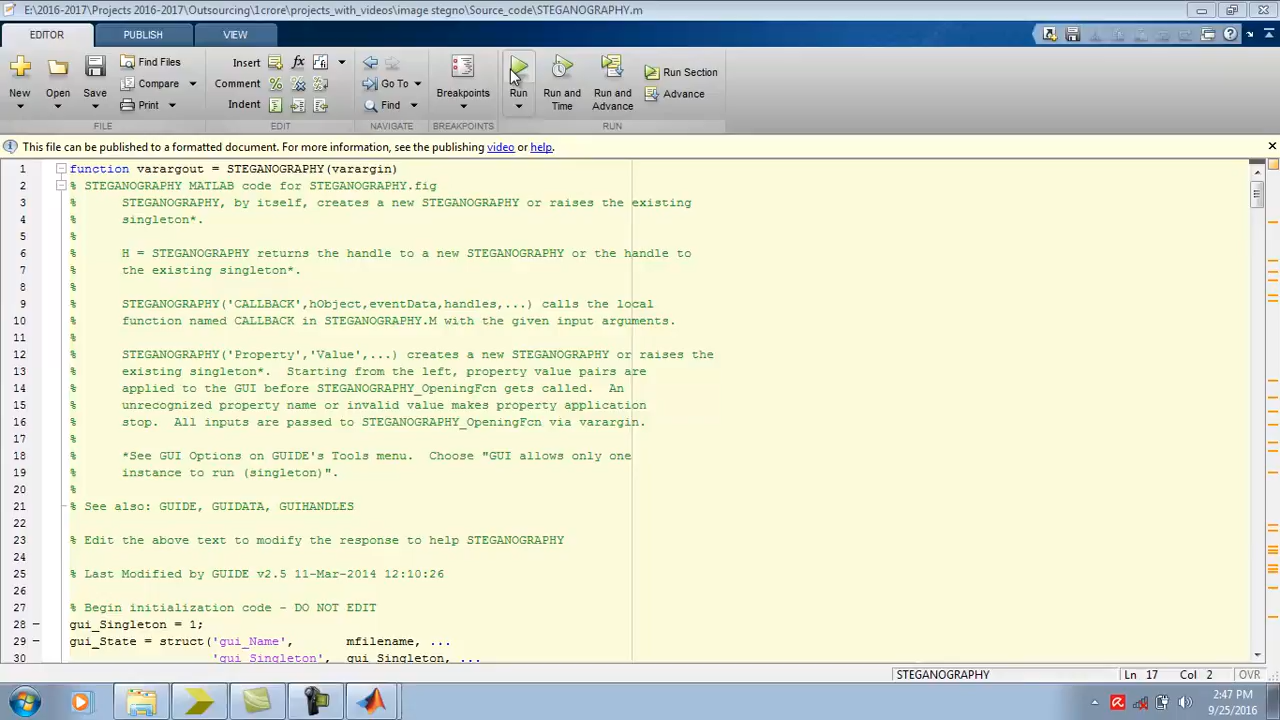 E:\2016-2017\Projects 2016-2017\Outsourcing\1crore\projects_with_videos\image stegno\Source_code\STEGANOGRAPHY.m
EDITOR PUBLISH VIEW
New Open Save Find Files Compare Print
Insert Comment Indent
Go To Find
Breakpoints
Run Run and Time Run and Advance Run Section Advance
FILE EDIT NAVIGATE BREAKPOINTS RUN
This file can be published to a formatted document. For more information, see the publishing video or help.
1 function varargout = STEGANOGRAPHY(varargin)
2 % STEGANOGRAPHY MATLAB code for STEGANOGRAPHY.fig
3 % STEGANOGRAPHY, by itself, creates a new STEGANOGRAPHY or raises the existing
4 % singleton*.
5 %
6 % H = STEGANOGRAPHY returns the handle to a new STEGANOGRAPHY or the handle to
7 % the existing singleton*.
8 %
9 % STEGANOGRAPHY('CALLBACK',hObject,eventData,handles,...) calls the local
10 % function named CALLBACK in STEGANOGRAPHY.M with the given input arguments.
11 %
12 % STEGANOGRAPHY('Property','Value',...) creates a new STEGANOGRAPHY or raises the
13 % existing singleton*. Starting from the left, property value pairs are
14 % applied to the GUI before STEGANOGRAPHY_OpeningFcn gets called. An
15 % unrecognized property name or invalid value makes property application
16 % stop. All inputs are passed to STEGANOGRAPHY_OpeningFcn via varargin.
17 %
18 % *See GUI Options on GUIDE's Tools menu. Choose "GUI allows only one
19 % instance to run (singleton)".
20 %
21 % See also: GUIDE, GUIDATA, GUIHANDLES
22
23 % Edit the above text to modify the response to help STEGANOGRAPHY
24
25 % Last Modified by GUIDE v2.5 11-Mar-2014 12:10:26
26
27 % Begin initialization code - DO NOT EDIT
28 gui_Singleton = 1;
29 gui_State = struct('gui_Name', mfilename, ...
30 'gui_Singleton', gui_Singleton, ...
STEGANOGRAPHY Ln 17 Col 2 OVR
2:47 PM
9/25/2016